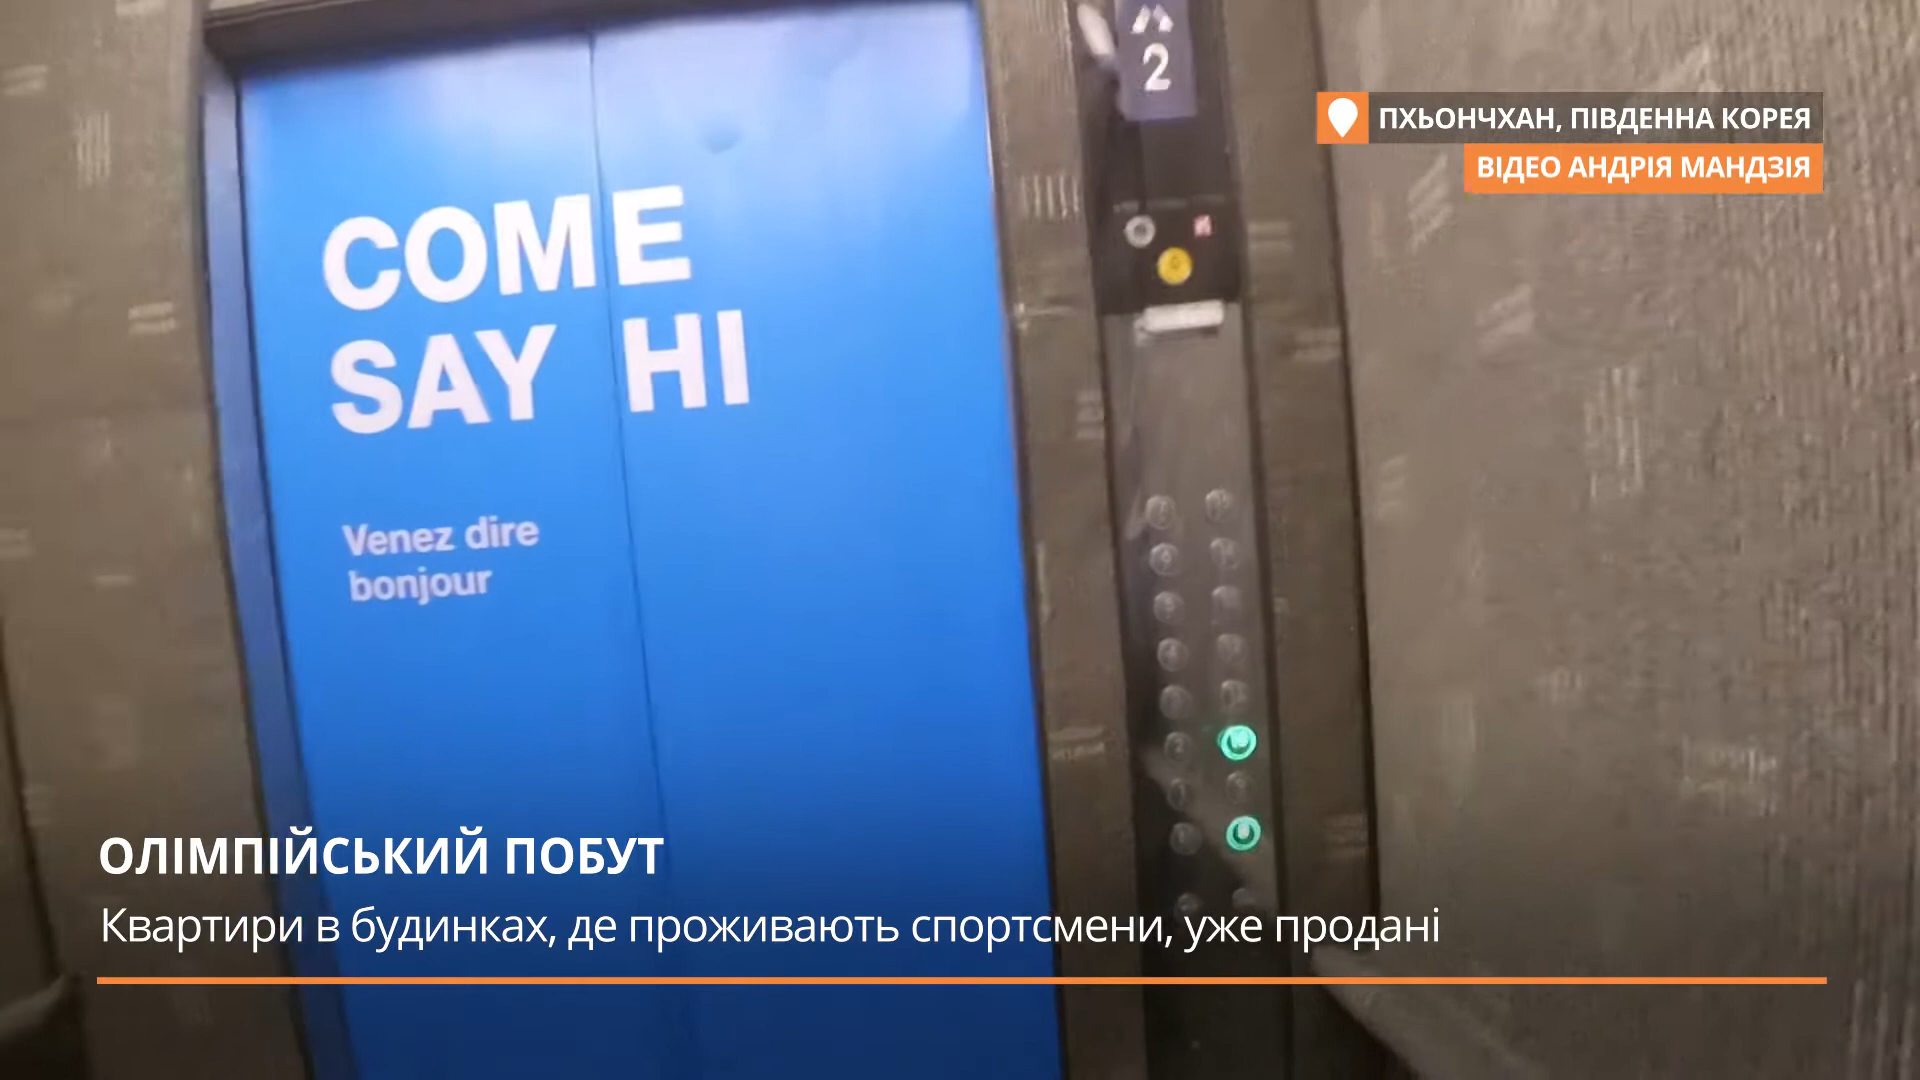 2
ПХЬОНЧХАН, ПІВДЕННА КОРЕЯ
ВІДЕО АНДРІЯ МАНДЗІЯ
COME
SAY HI
Venez dire
bonjour
ОЛІМПІЙСЬКИЙ ПОБУТ
Квартири в будинках, де проживають спортсмени, уже продані